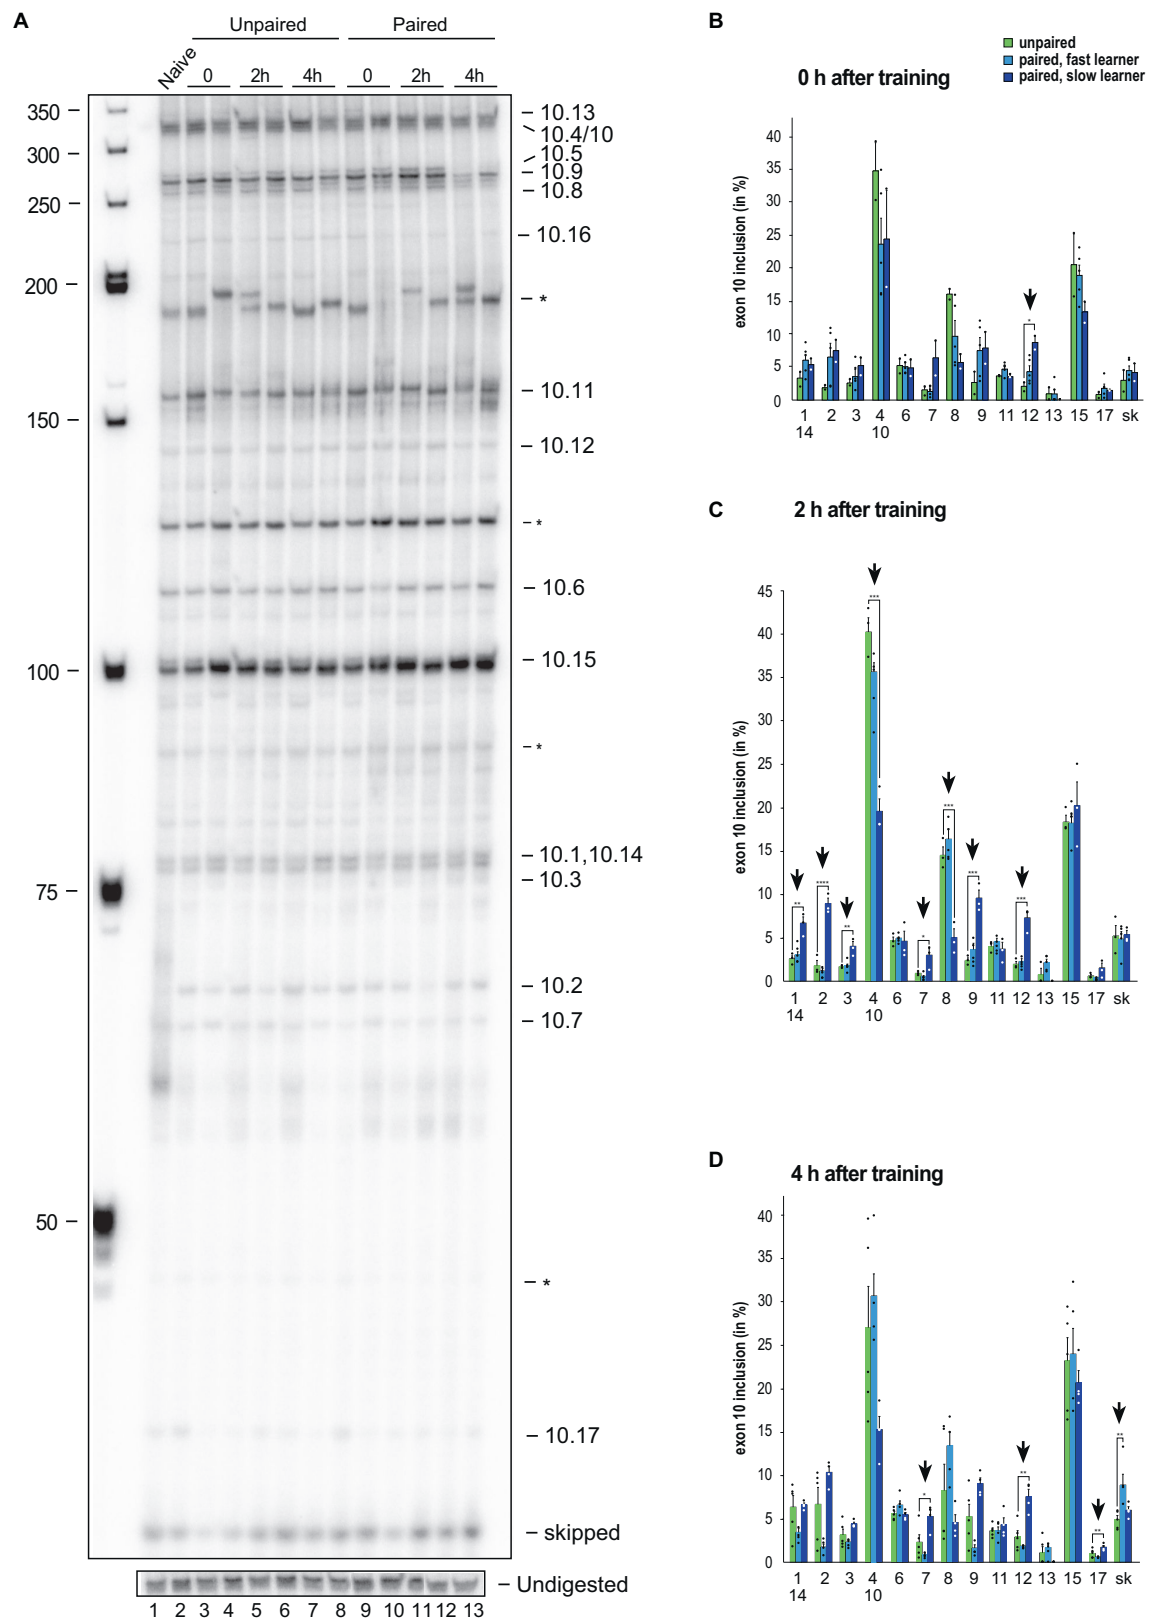 A
Unpaired
Paired
Naive
0
2h
4h
0
2h
4h
350
300
250
200
150
100
75
50
10.13
10.4/10
10.5
10.9
10.8
10.16
*
10.11
10.12
*
10.6
10.15
*
10.1,10.14
10.3
10.2
10.7
*
10.17
skipped
Undigested
1 2 3 4 5 6 7 8 9 10 11 12 13
B
0 h after training
unpaired
paired, fast learner
paired, slow learner
exon 10 inclusion (in %)
40
35
30
25
20
15
10
5
0
*
1 2 3 4 6 7 8 9 11 12 13 15 17 sk
14 10
C
2 h after training
exon 10 inclusion (in %)
45
40
35
30
25
20
15
10
5
0
** **** ** *** * *** *** ***
1 2 3 4 6 7 8 9 11 12 13 15 17 sk
14 10
D
4 h after training
exon 10 inclusion (in %)
40
35
30
25
20
15
10
5
0
* ** ** **
1 2 3 4 6 7 8 9 11 12 13 15 17 sk
14 10